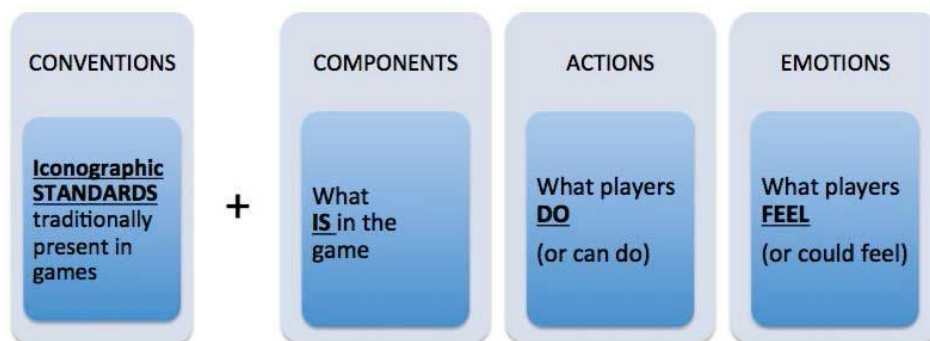 CONVENTIONS
Iconographic
STANDARDS
traditionally
present in
games
+
COMPONENTS
What
IS in the
game
ACTIONS
What players
DO
(or can do)
EMOTIONS
What players
FEEL
(or could feel)